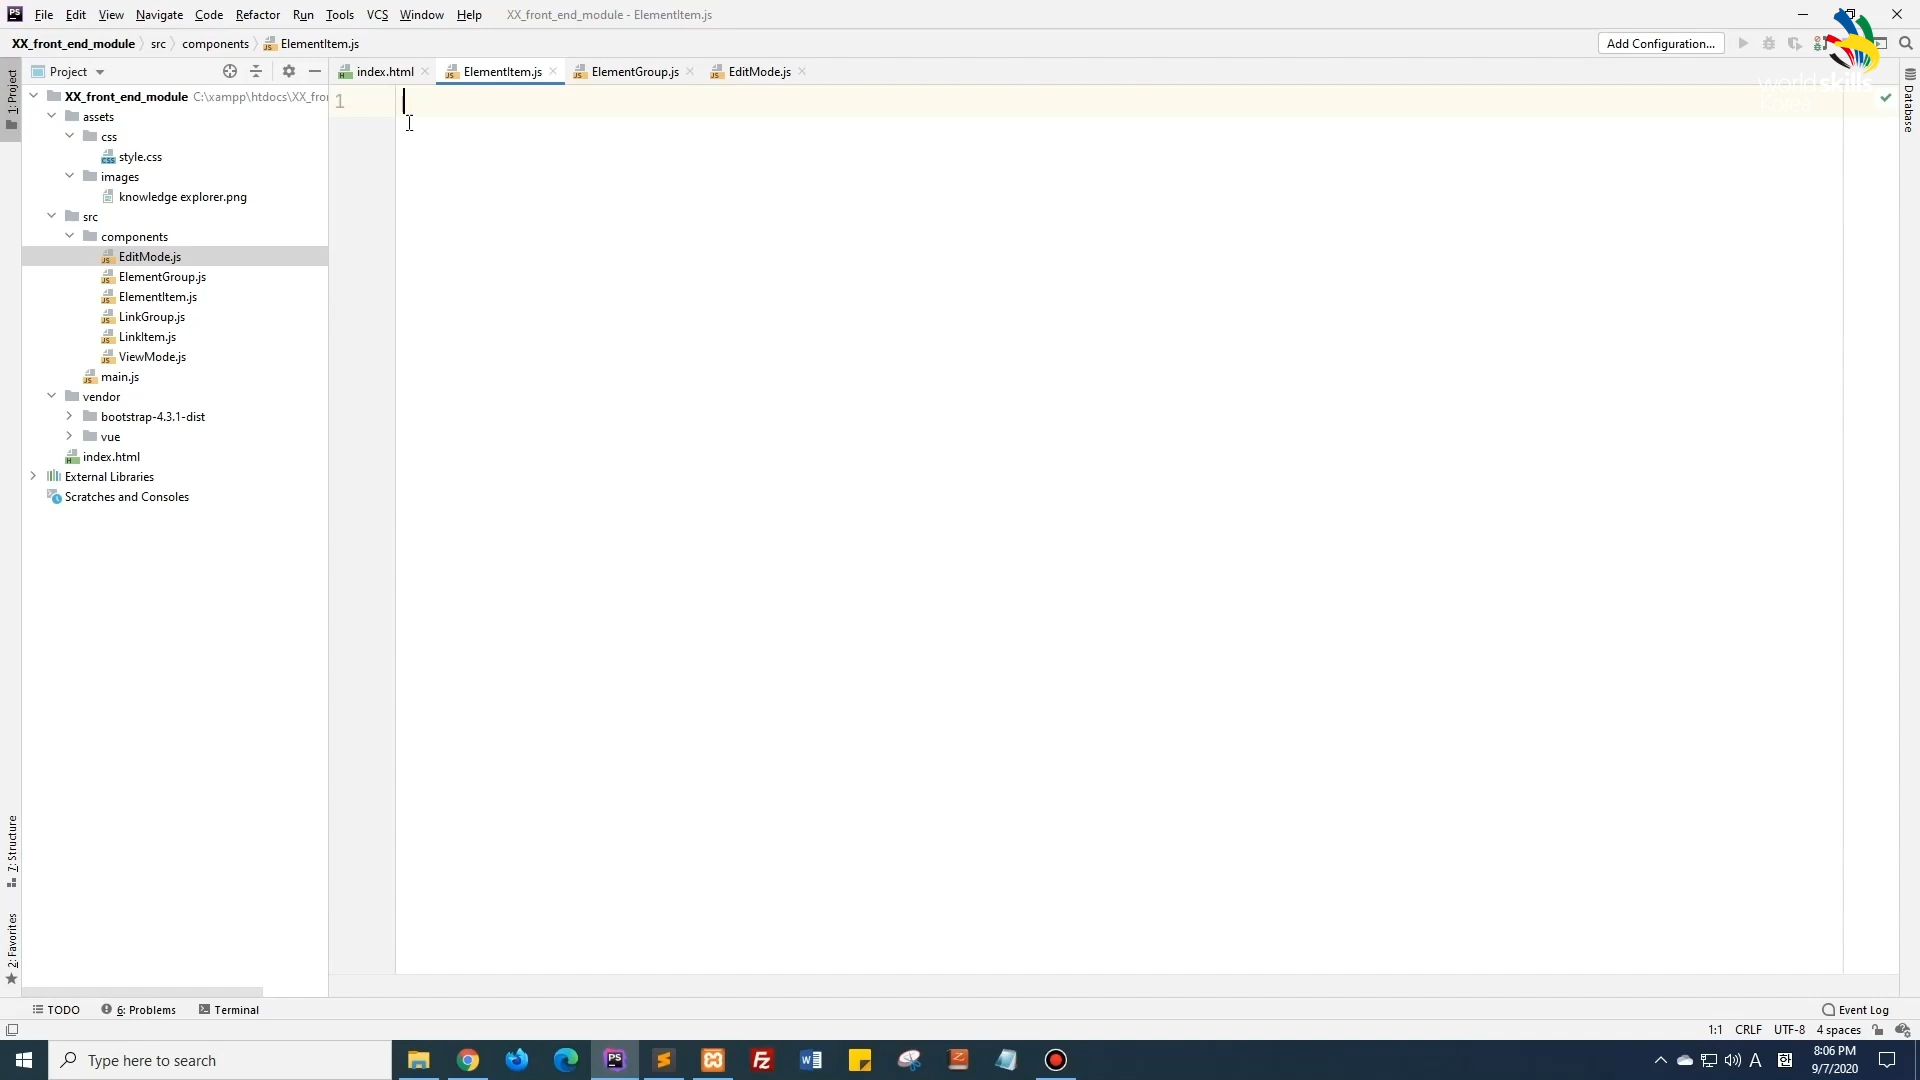 PS File Edit View Navigate Code Refactor Run Tools VCS Window Help XX_front_end_module - ElementItem.js
XX_front_end_module src components ElementItem.js Add Configuration...
1: Project
Project
index.html ElementItem.js ElementGroup.js EditMode.js
worldskills
Korea
Database
XX_front_end_module C:\xampp\htdocs\XX_fro
1
assets
css
style.css
images
knowledge explorer.png
src
components
EditMode.js
ElementGroup.js
ElementItem.js
LinkGroup.js
LinkItem.js
ViewMode.js
main.js
vendor
bootstrap-4.3.1-dist
vue
index.html
External Libraries
Scratches and Consoles
7: Structure
2: Favorites
TODO 6: Problems Terminal Event Log
1:1 CRLF UTF-8 4 spaces
Type here to search
A 한 8:06 PM
9/7/2020